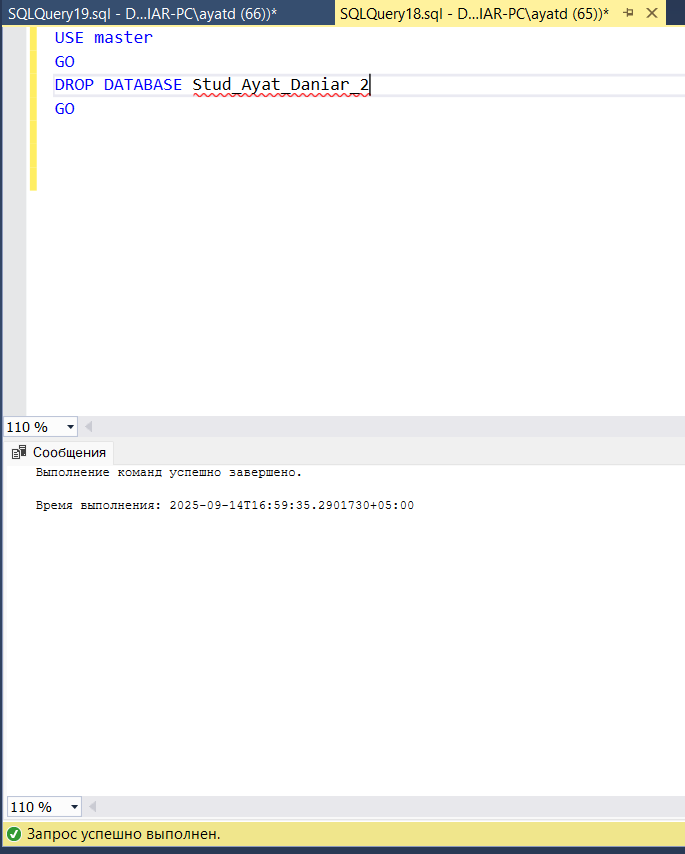 SQLQuery19.sql - D...IAR-PC\ayatd (66))* SQLQuery18.sql - D...IAR-PC\ayatd (65))*
USE master
GO
DROP DATABASE Stud_Ayat_Daniar_2
GO
110 %
Сообщения
Выполнение команд успешно завершено.
Время выполнения: 2025-09-14T16:59:35.2901730+05:00
110 %
Запрос успешно выполнен.